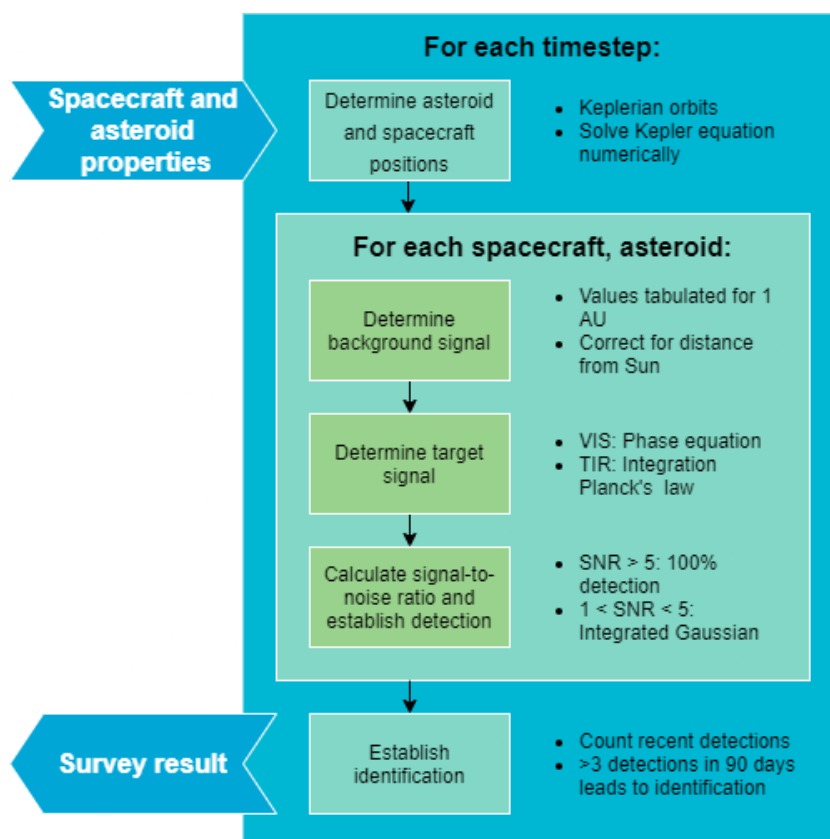 For each timestep:
Spacecraft and
asteroid
properties
Determine asteroid
and spacecraft
positions
• Keplerian orbits
• Solve Kepler equation
numerically
For each spacecraft, asteroid:
Determine
background signal
• Values tabulated for 1
AU
• Correct for distance
from Sun
Determine target
signal
• VIS: Phase equation
• TIR: Integration
Planck's law
Calculate signal-to-
noise ratio and
establish detection
• SNR > 5: 100%
detection
• 1 < SNR < 5:
Integrated Gaussian
Survey result
Establish
identification
• Count recent detections
• >3 detections in 90 days
leads to identification